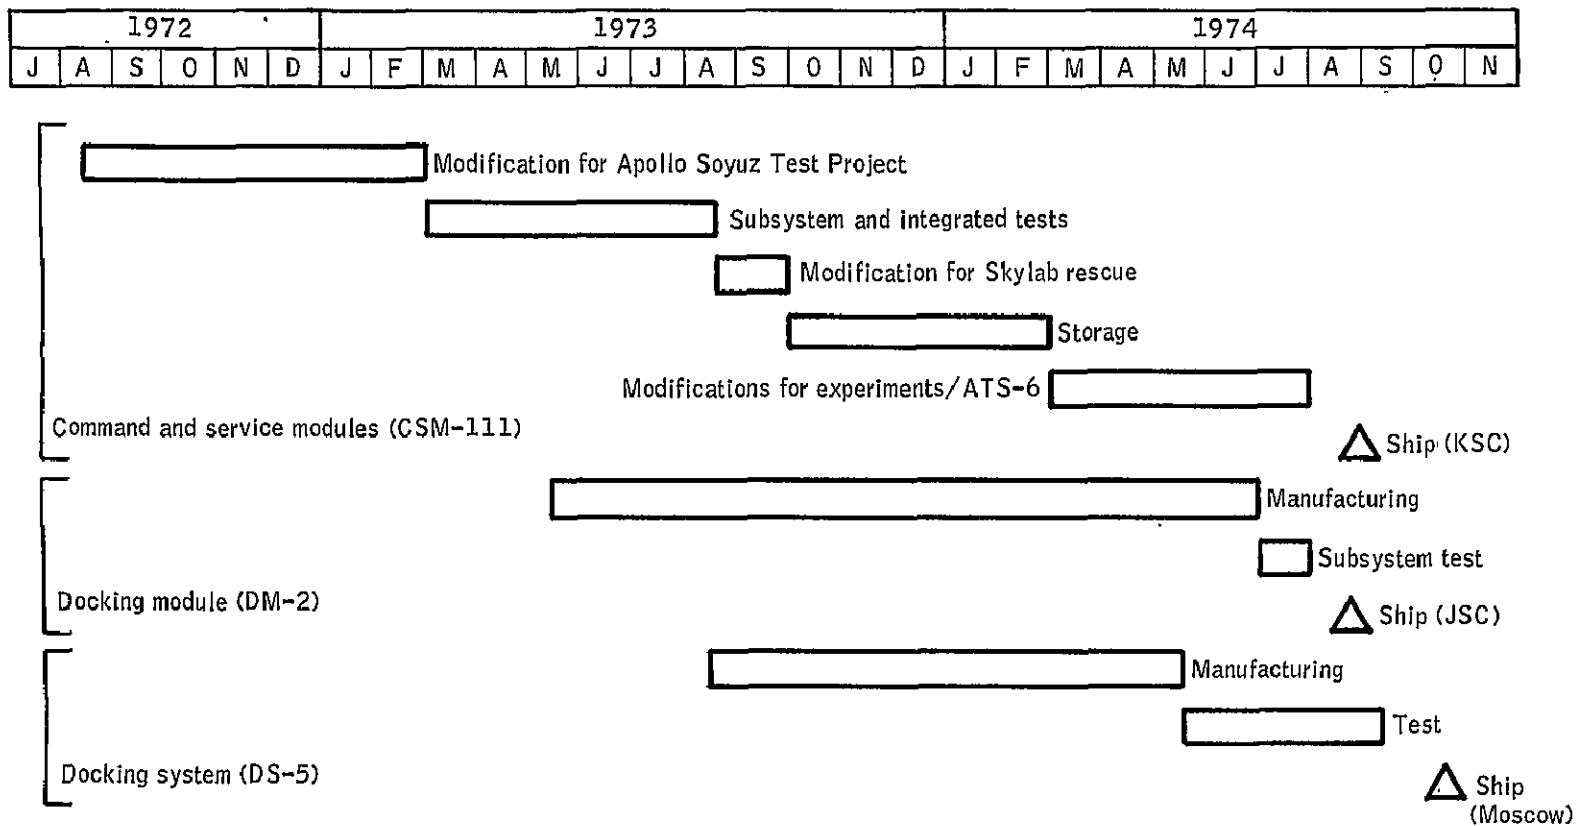 1972 1973 1974
J A S O N D J F M A M J J A S O N D J F M A M J J A S O N
Modification for Apollo Soyuz Test Project
Subsystem and integrated tests
Modification for Skylab rescue
Storage
Modifications for experiments/ATS-6
Command and service modules (CSM-111)
Ship (KSC)
Manufacturing
Subsystem test
Docking module (DM-2)
Ship (JSC)
Manufacturing
Test
Docking system (DS-5)
Ship
(Moscow)